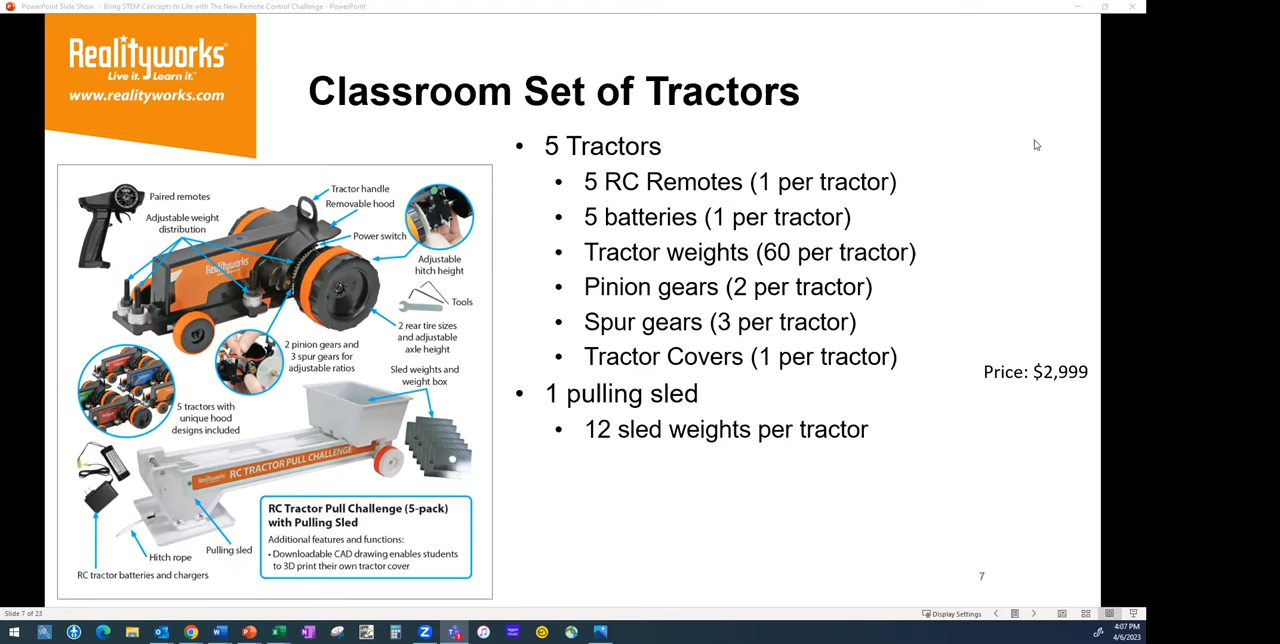 PowerPoint Slide Show - Bring STEM Concepts to Life with The New Remote Control Challenge - PowerPoint
Realityworks®
Live it. Learn it.™
www.realityworks.com
Classroom Set of Tractors
• 5 Tractors
• 5 RC Remotes (1 per tractor)
• 5 batteries (1 per tractor)
• Tractor weights (60 per tractor)
• Pinion gears (2 per tractor)
• Spur gears (3 per tractor)
• Tractor Covers (1 per tractor)
• 1 pulling sled
• 12 sled weights per tractor
Price: $2,999
Paired remotes
Adjustable weight
distribution
Tractor handle
Removable hood
Power switch
Adjustable
hitch height
Tools
2 rear tire sizes
and adjustable
axle height
2 pinion gears and
3 spur gears for
adjustable ratios
Sled weights and
weight box
5 tractors with
unique hood
designs included
Realityworks
Realityworks RC TRACTOR PULL CHALLENGE
RC Tractor Pull Challenge (5-pack)
with Pulling Sled
Additional features and functions:
• Downloadable CAD drawing enables students
to 3D print their own tractor cover
Pulling sled
Hitch rope
RC tractor batteries and chargers
7
Slide 7 of 23
Display Settings
4:07 PM
4/6/2023